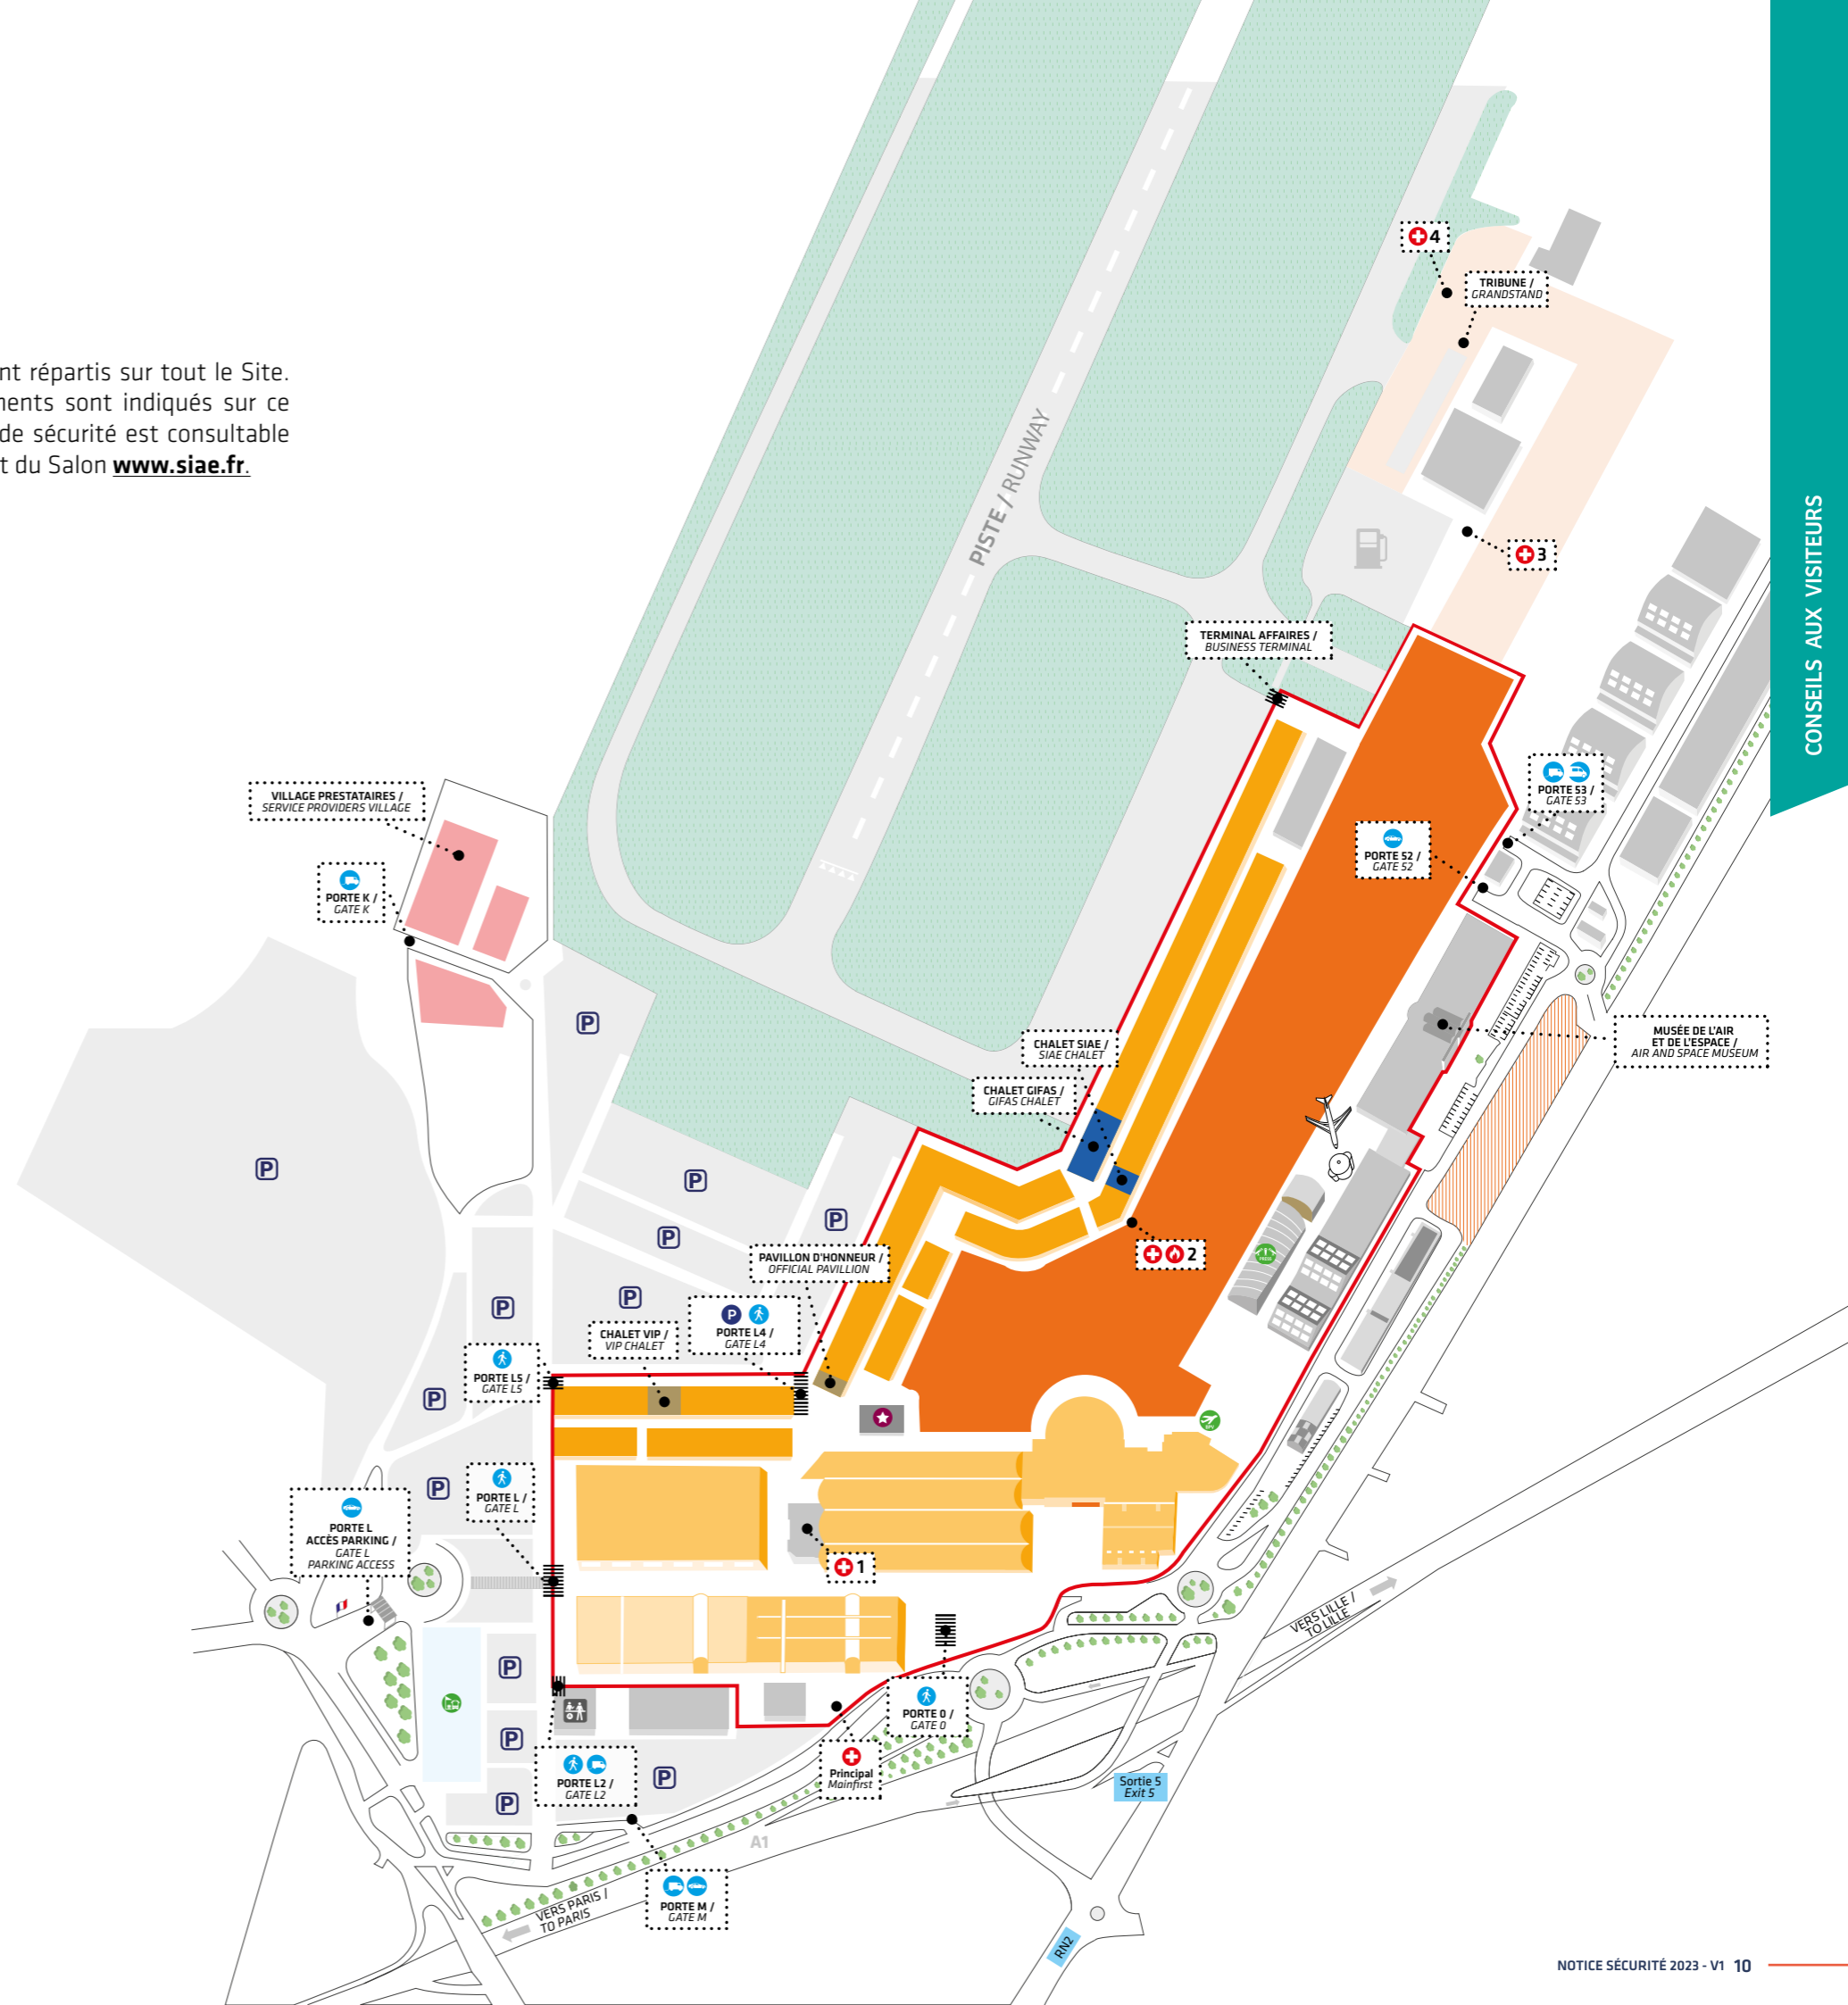 nt répartis sur tout le Site.
nents sont indiqués sur ce
de sécurité est consultable
t du Salon www.siae.fr.
CONSEILS AUX VISITEURS
4
TRIBUNE /
GRANDSTAND
PISTE / RUNWAY
3
TERMINAL AFFAIRES /
BUSINESS TERMINAL
PORTE S3 /
GATE S3
PORTE S2 /
GATE S2
VILLAGE PRESTATAIRES /
SERVICE PROVIDERS VILLAGE
PORTE K /
GATE K
P
CHALET SIAE /
SIAE CHALET
CHALET GIFAS /
GIFAS CHALET
MUSÉE DE L'AIR
ET DE L'ESPACE /
AIR AND SPACE MUSEUM
P
P
P
P
2
PAVILLON D'HONNEUR /
OFFICIAL PAVILLION
P
P
P
PORTE L4 /
GATE L4
CHALET VIP /
VIP CHALET
PORTE L5 /
GATE L5
P
P
PORTE L /
GATE L
PORTE L
ACCÈS PARKING /
GATE L
PARKING ACCESS
1
VERS LILLE /
TO LILLE
P
PORTE 0 /
GATE 0
P
PORTE L2 /
GATE L2
P
Principal
Mainfirst
Sortie 5
Exit 5
P
A1
PORTE M /
GATE M
VERS PARIS /
TO PARIS
RN2
NOTICE SÉCURITÉ 2023 - V1 10